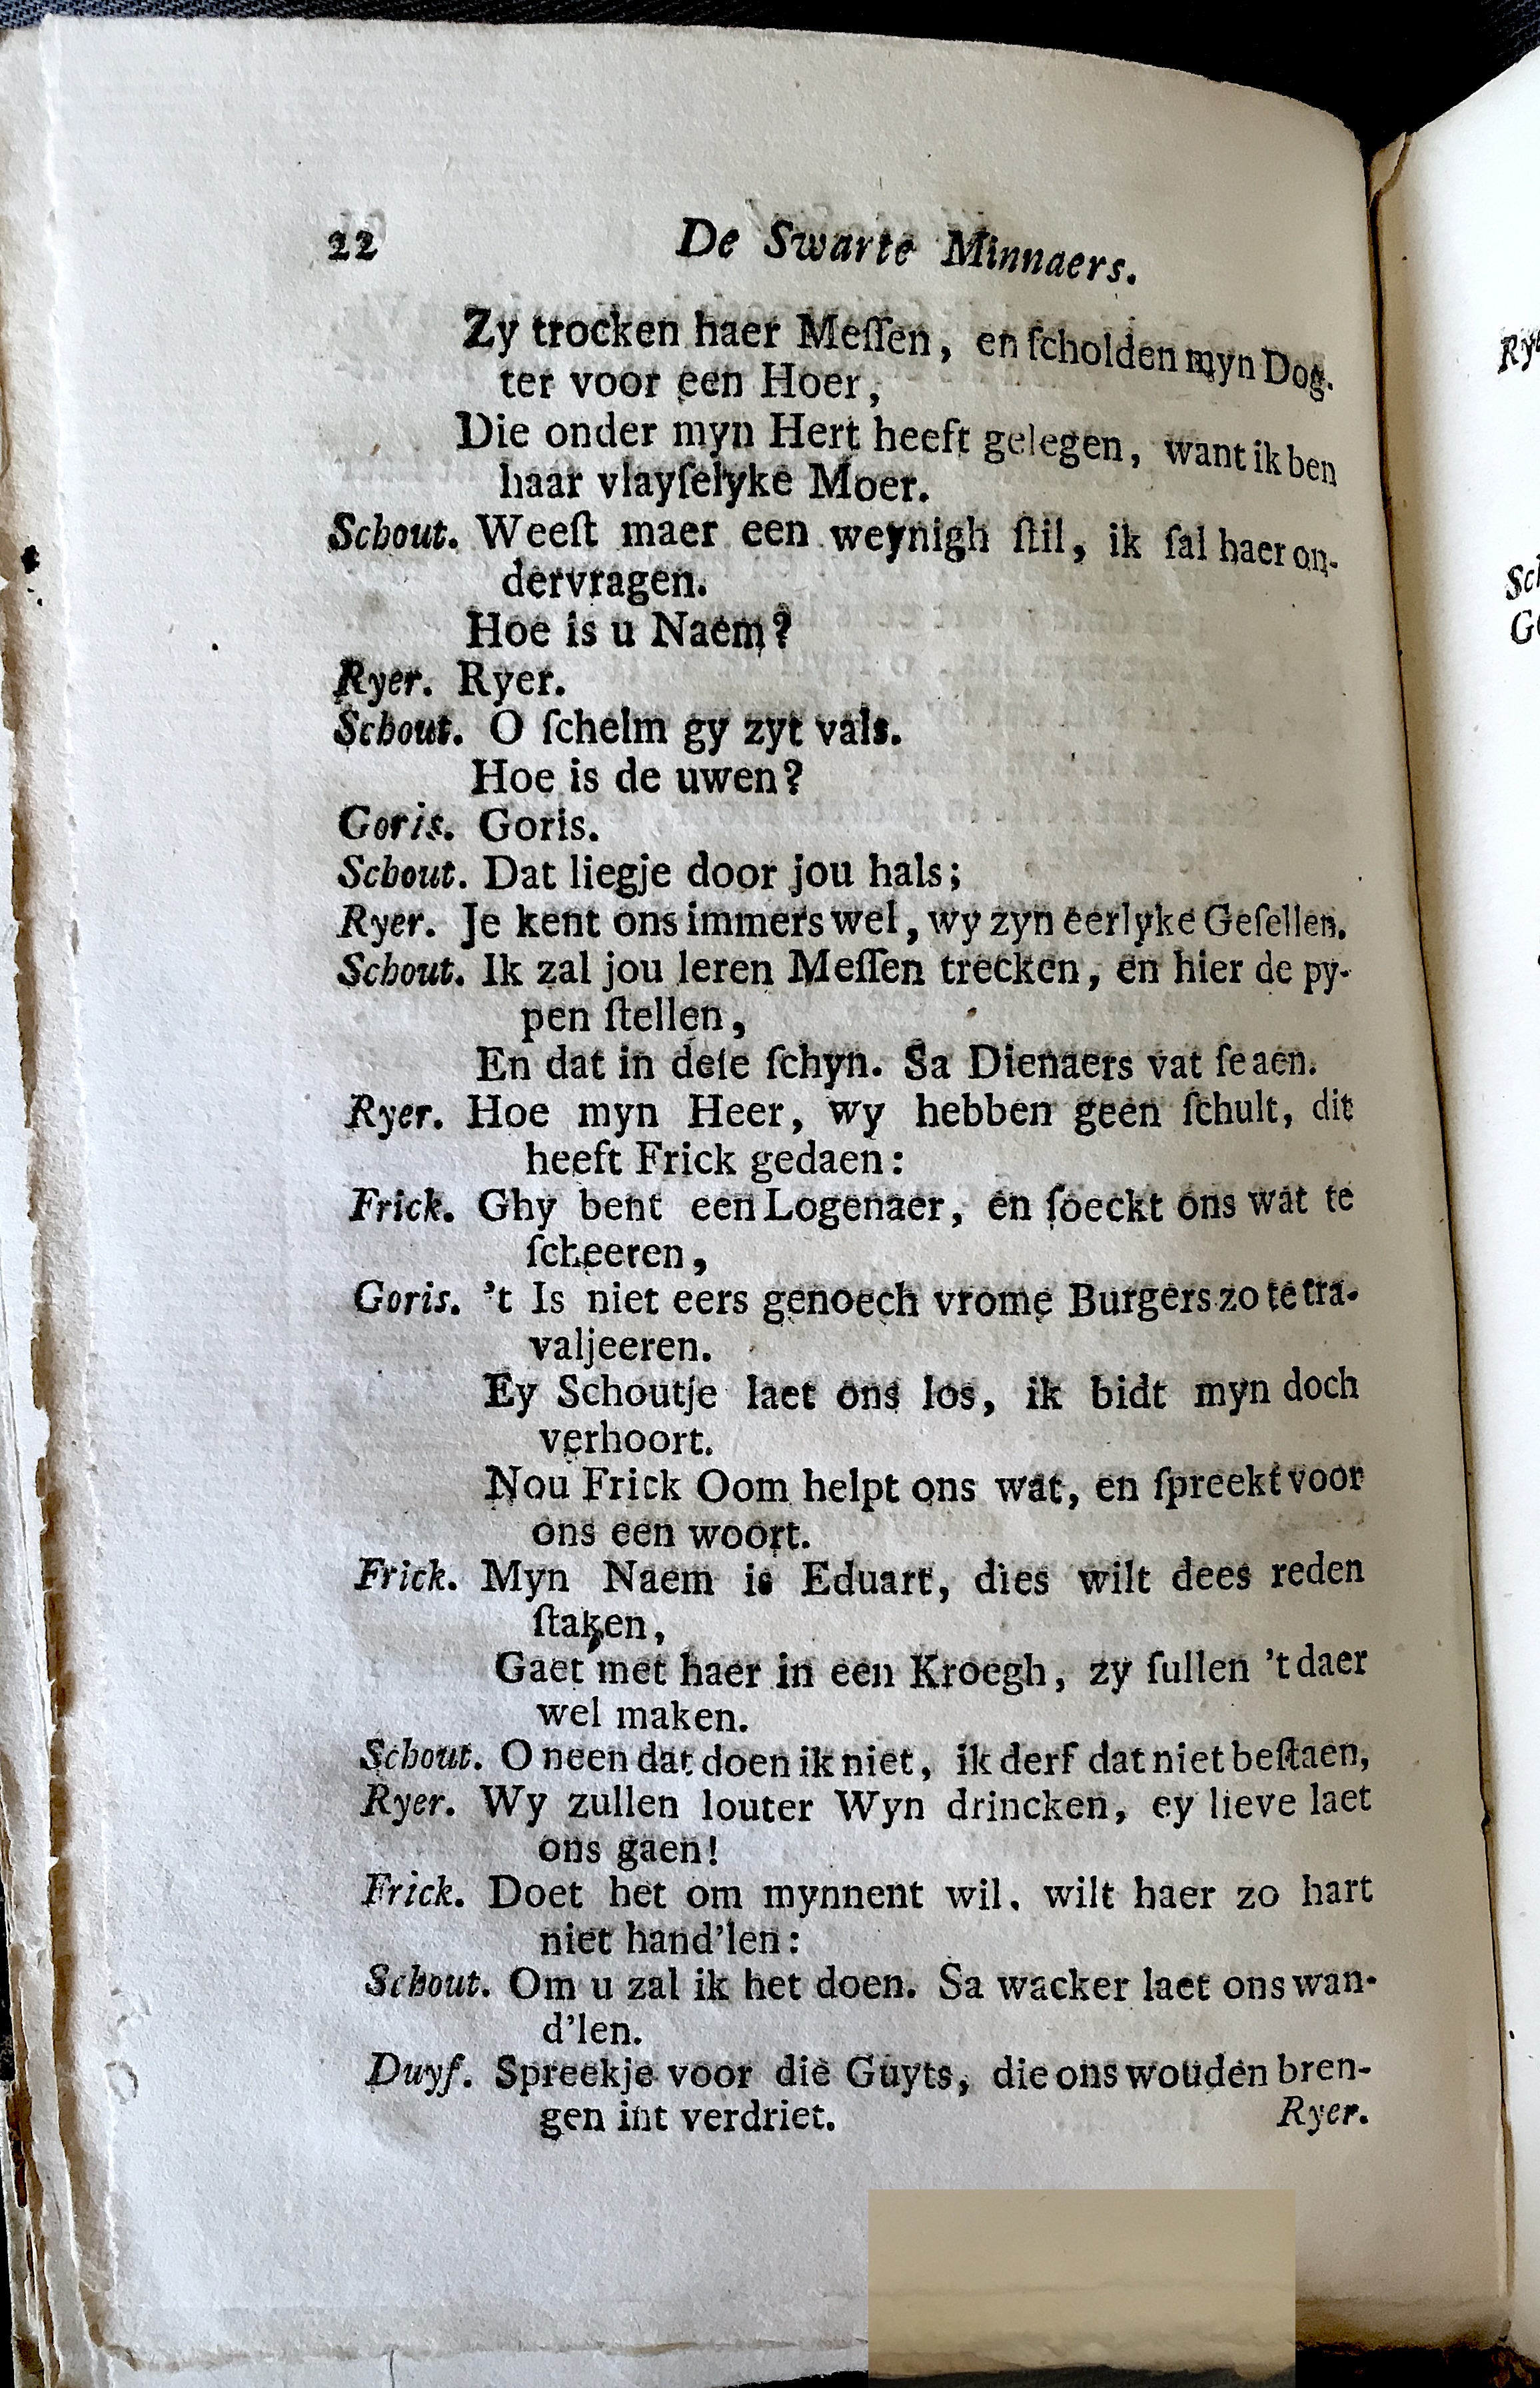 22 De Swarte Minnaers.
Zy trocken haer Meſſen, en ſcholden myn Dog-
ter voor een Hoer,
Die onder myn Hert heeft gelegen, want ik ben
haar vlayſelyke Moer.
Schout. Weeſt maer een weynigh ſtil, ik ſal haer on-
dervragen.
Hoe is u Naem?
Ryer. Ryer.
Schout. O ſchelm gy zyt vals.
Hoe is de uwen?
Goris. Goris.
Schout. Dat liegje door jou hals;
Ryer. Je kent ons immers wel, wy zyn eerlyke Geſellen.
Schout. Ik zal jou leren Meſſen trecken, en hier de py-
pen ſtellen,
En dat in deſe ſchyn. Sa Dienaers vat ſe aen.
Ryer. Hoe myn Heer, wy hebben geen ſchult, dit
heeft Frick gedaen:
Frick. Ghy bent een Logenaer, en ſoeckt ons wat te
ſcheeren,
Goris. 't Is niet eers genoech vrome Burgers zo te tra-
valjeeren.
Ey Schoutje laet ons los, ik bidt myn doch
verhoort.
Nou Frick Oom helpt ons wat, en ſpreekt voor
ons een woort.
Frick. Myn Naem is Eduart, dies wilt dees reden
ſtaken,
Gaet met haer in een Kroegh, zy ſullen 't daer
wel maken.
Schout. O neen dat doen ik niet, ik derf dat niet beſtaen,
Ryer. Wy zullen louter Wyn drincken, ey lieve laet
ons gaen!
Frick. Doet het om mynnent wil, wilt haer zo hart
niet hand'len:
Schout. Om u zal ik het doen. Sa wacker laet ons wan-
d'len.
Duyf. Spreekje voor die Guyts, die ons wouden bren-
gen int verdriet.
Ryer.